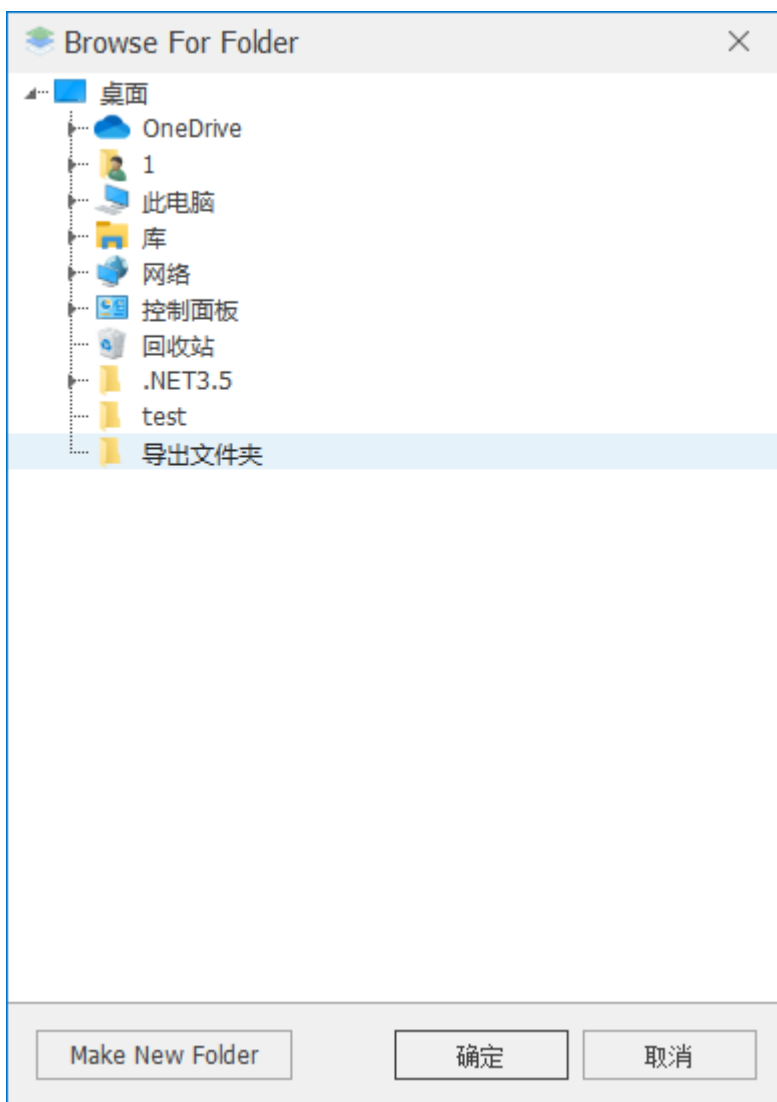 Browse For Folder
桌面
OneDrive
1
此电脑
库
网络
控制面板
回收站
.NET3.5
test
导出文件夹
Make New Folder 确定 取消